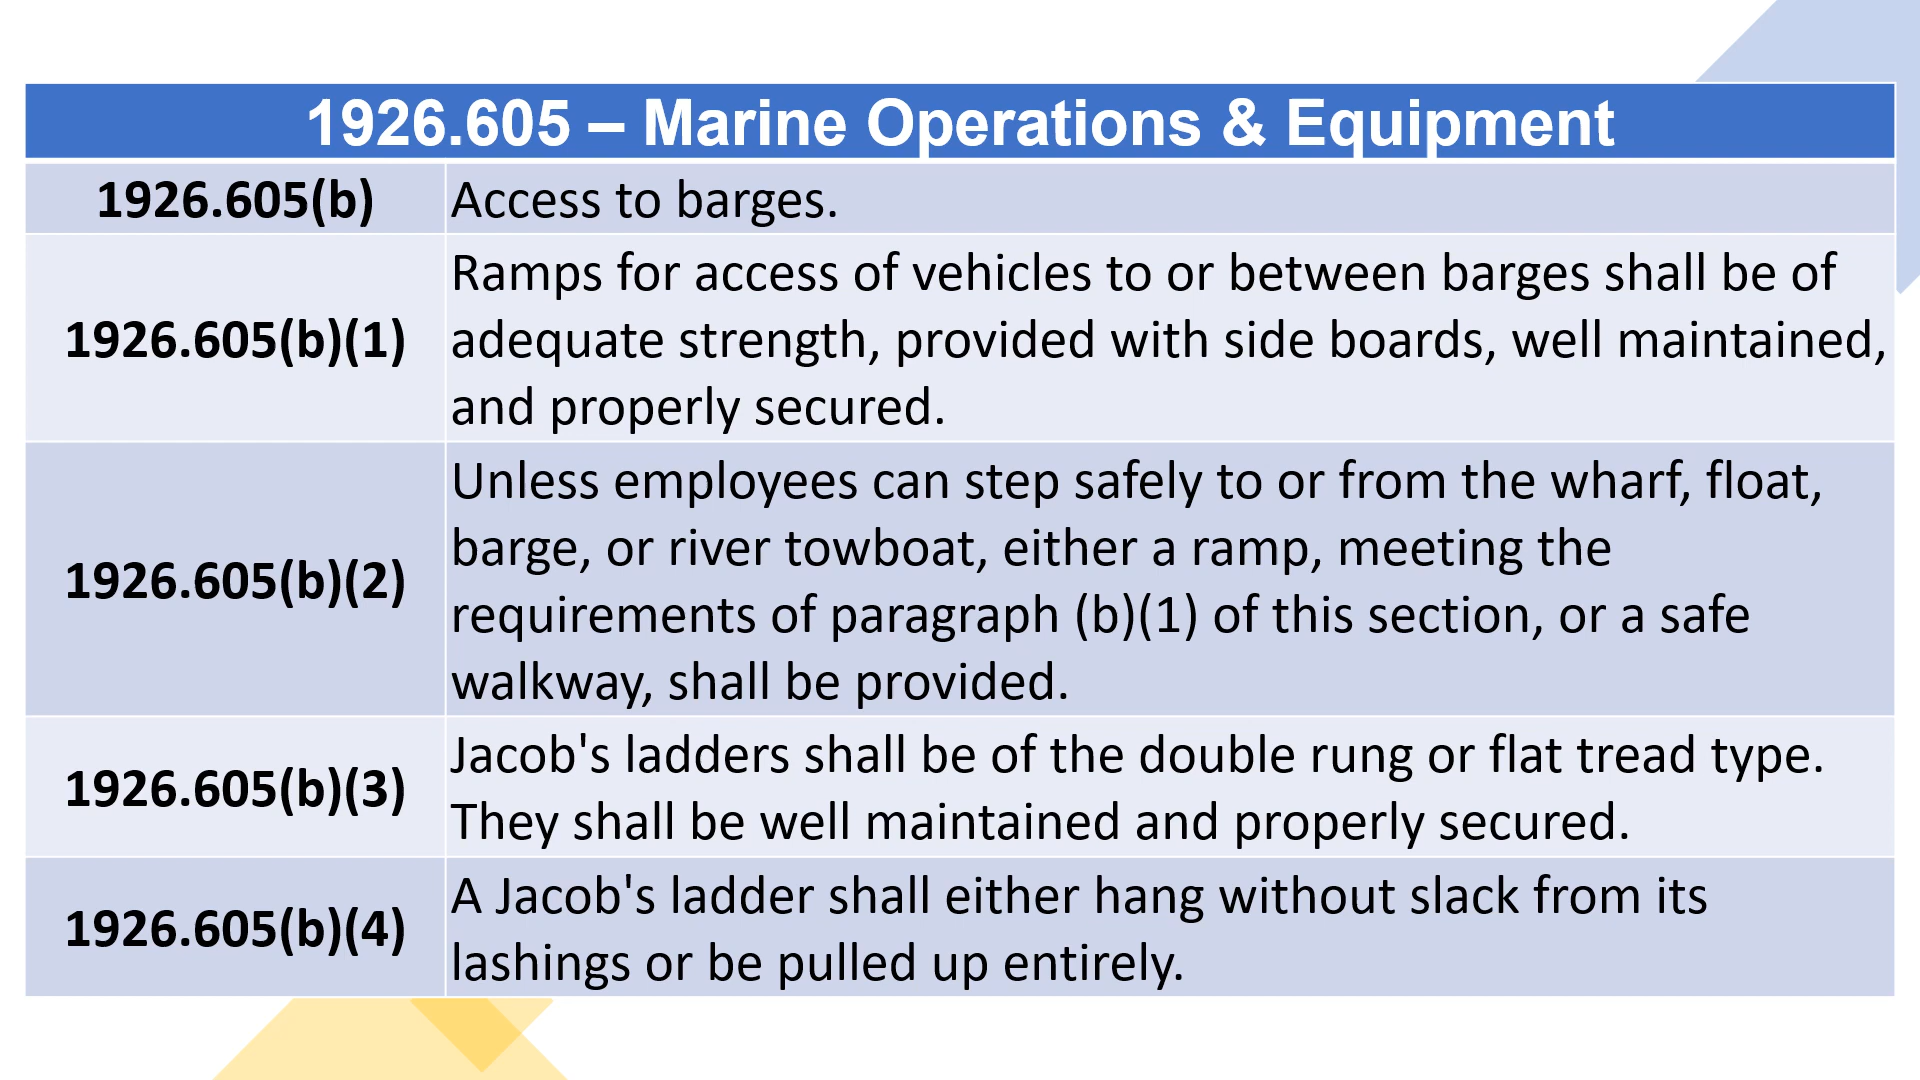 1926.605 – Marine Operations & Equipment
1926.605(b)
Access to barges.
1926.605(b)(1)
Ramps for access of vehicles to or between barges shall be of
adequate strength, provided with side boards, well maintained,
and properly secured.
1926.605(b)(2)
Unless employees can step safely to or from the wharf, float,
barge, or river towboat, either a ramp, meeting the
requirements of paragraph (b)(1) of this section, or a safe
walkway, shall be provided.
1926.605(b)(3)
Jacob's ladders shall be of the double rung or flat tread type.
They shall be well maintained and properly secured.
1926.605(b)(4)
A Jacob's ladder shall either hang without slack from its
lashings or be pulled up entirely.